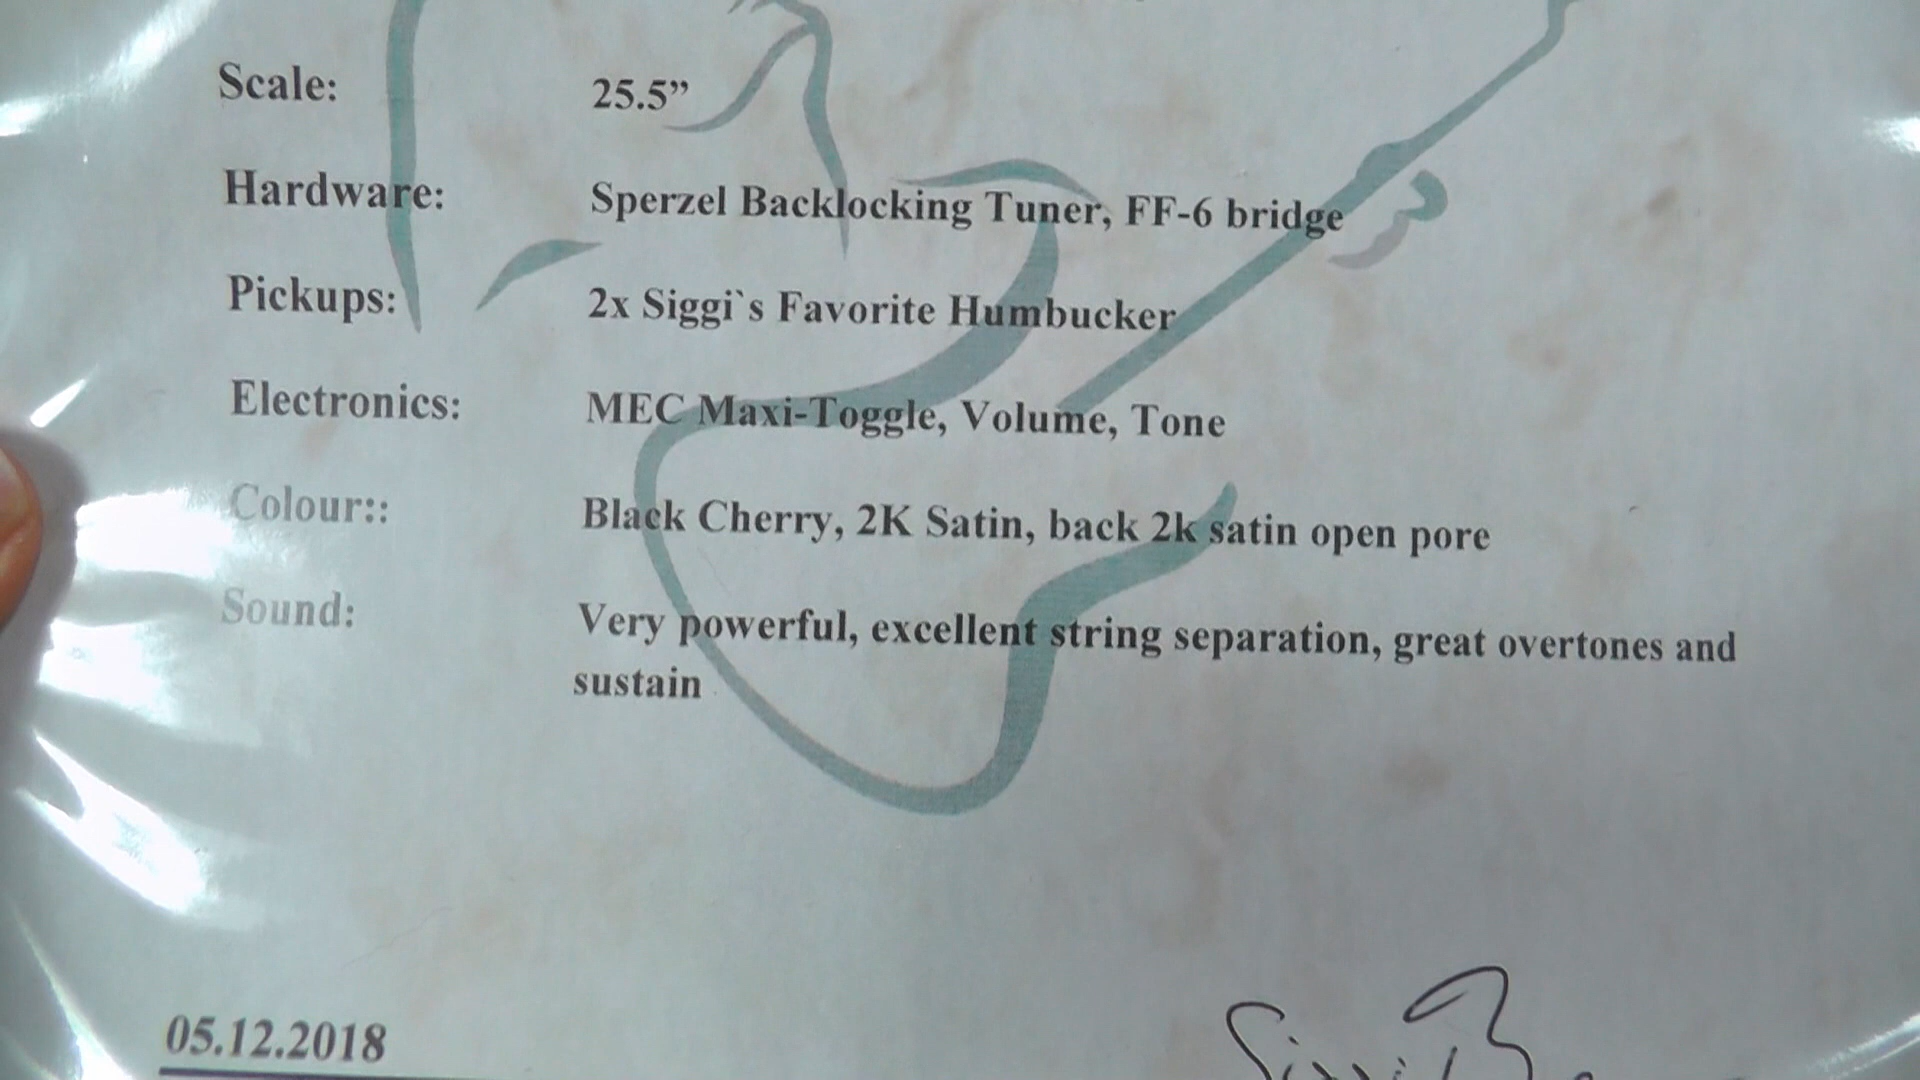 Scale: 25.5”
Hardware: Sperzel Backlocking Tuner, FF-6 bridge
Pickups: 2x Siggi`s Favorite Humbucker
Electronics: MEC Maxi-Toggle, Volume, Tone
Colour:: Black Cherry, 2K Satin, back 2k satin open pore
Sound: Very powerful, excellent string separation, great overtones and
sustain
05.12.2018